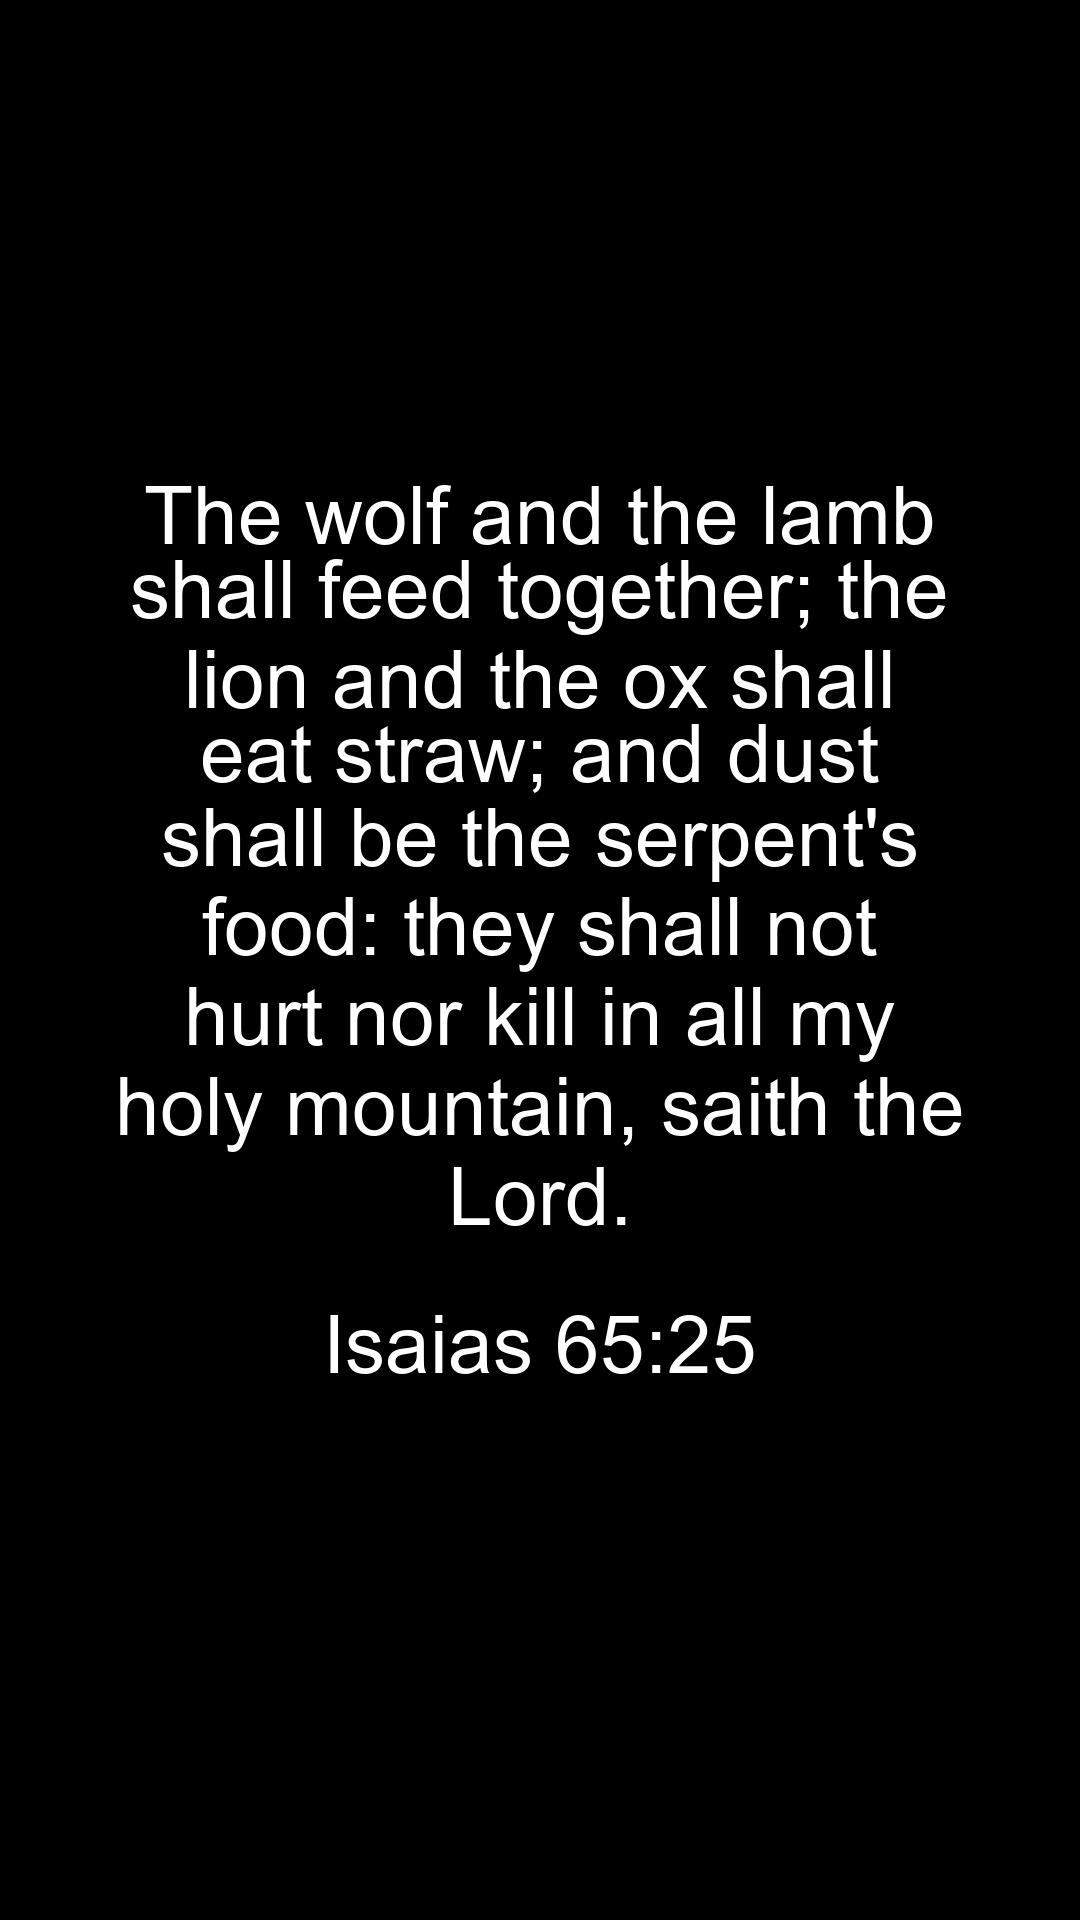 The wolf and the lamb
shall feed together; the
lion and the ox shall
eat straw; and dust
shall be the serpent's
food: they shall not
hurt nor kill in all my
holy mountain, saith the
Lord.
Isaias 65:25